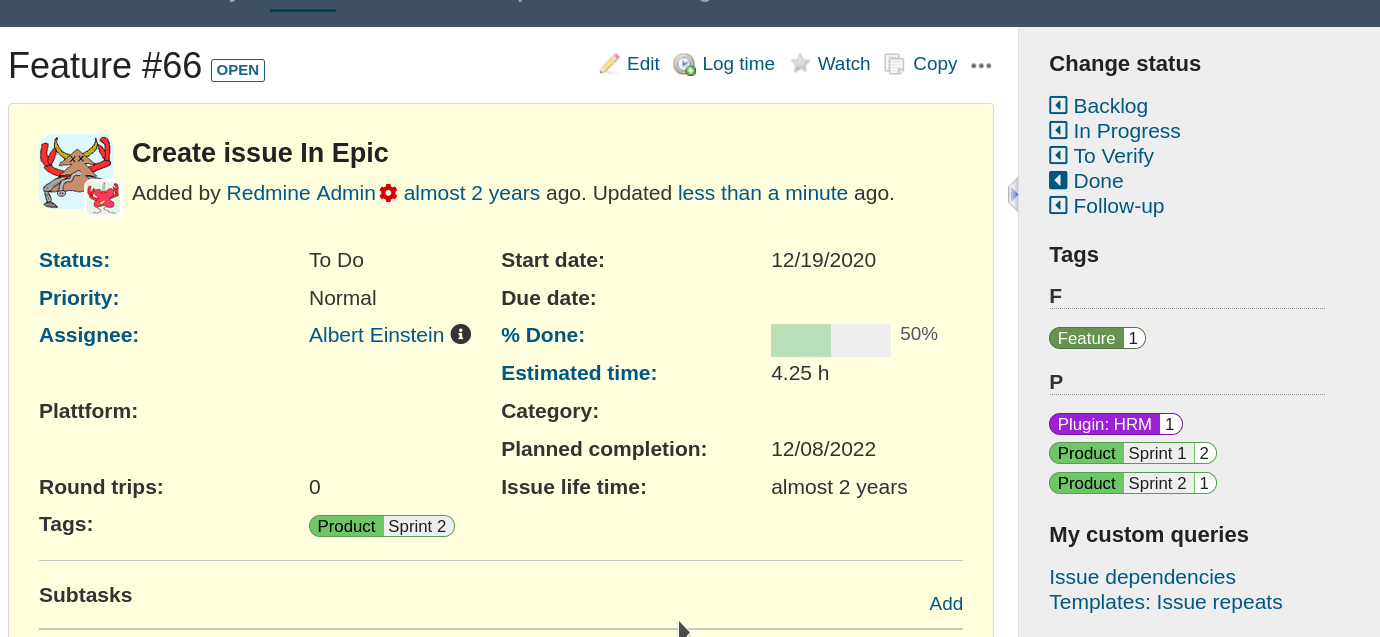 Feature #66 OPEN
Edit Log time Watch Copy
Create issue In Epic
Added by Redmine Admin almost 2 years ago. Updated less than a minute ago.
Status: To Do Start date: 12/19/2020
Priority: Normal Due date:
Assignee: Albert Einstein % Done: 50%
Estimated time: 4.25 h
Plattform: Category:
Planned completion: 12/08/2022
Round trips: 0 Issue life time: almost 2 years
Tags: Product Sprint 2
Subtasks
Add
Change status
Backlog
In Progress
To Verify
Done
Follow-up
Tags
F
Feature 1
P
Plugin: HRM 1
Product Sprint 1 2
Product Sprint 2 1
My custom queries
Issue dependencies
Templates: Issue repeats